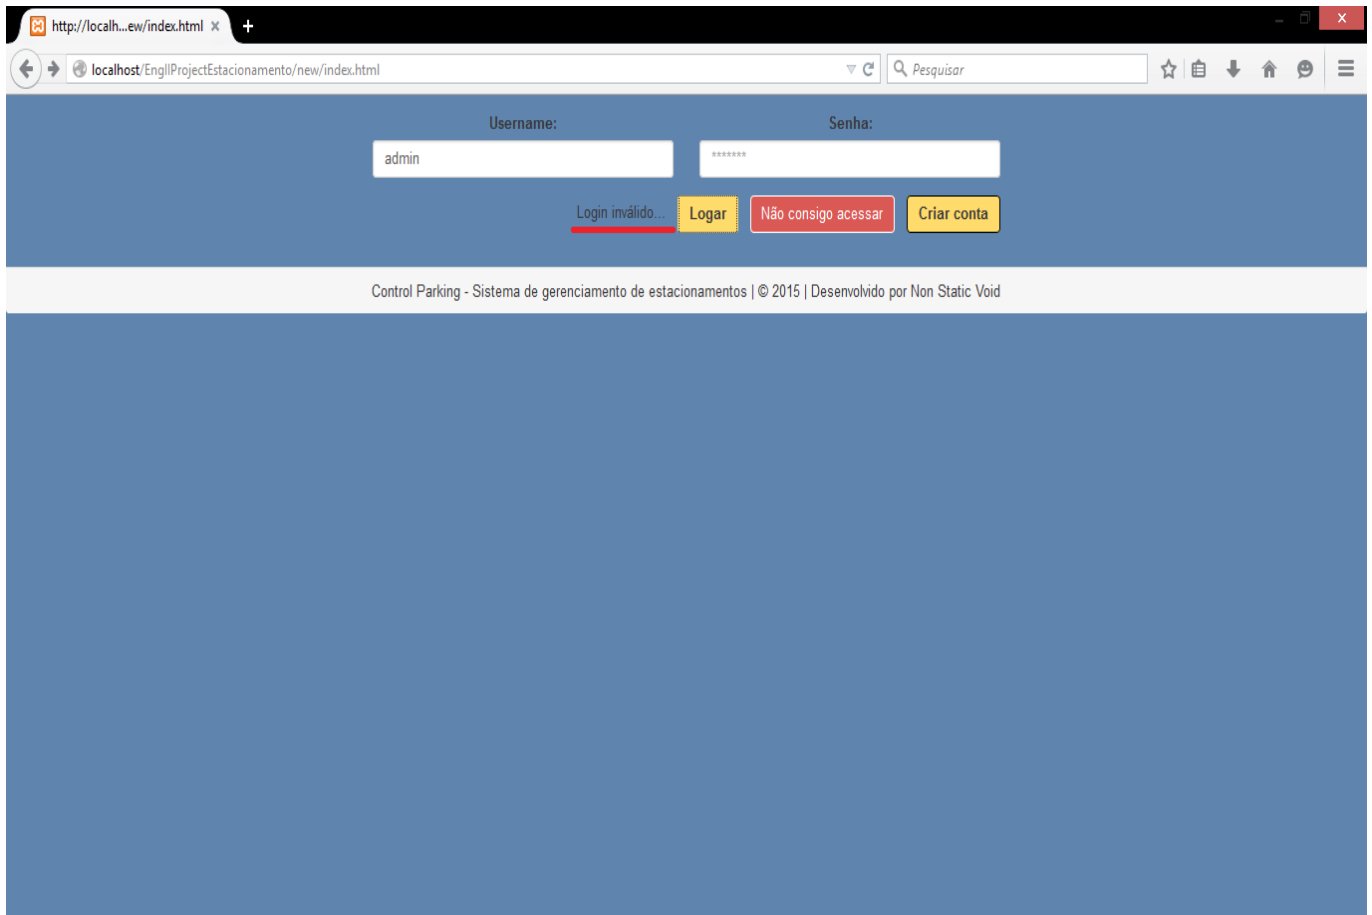 http://localh...ew/index.html
localhost/EngIIProjectEstacionamento/new/index.html
Pesquisar
Username: Senha:
admin *******
Login inválido... Logar Não consigo acessar Criar conta
Control Parking - Sistema de gerenciamento de estacionamentos | © 2015 | Desenvolvido por Non Static Void